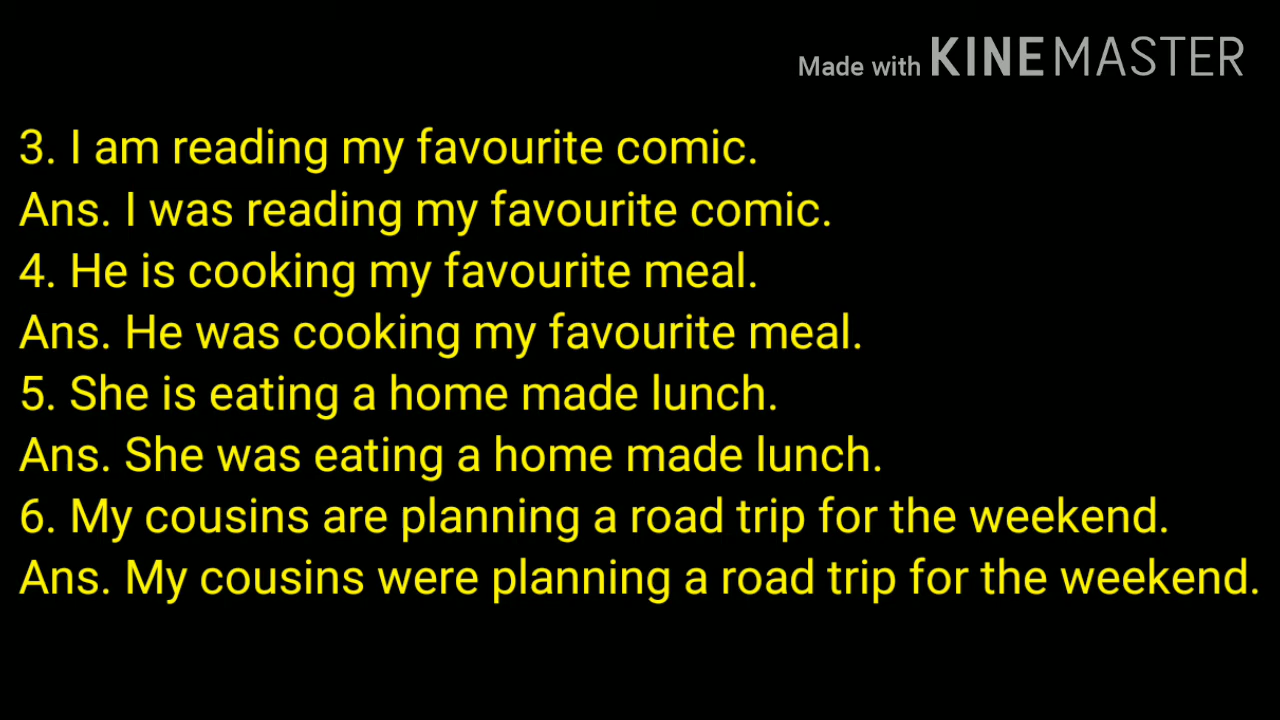 Made with KINEMASTER
3. I am reading my favourite comic.
Ans. I was reading my favourite comic.
4. He is cooking my favourite meal.
Ans. He was cooking my favourite meal.
5. She is eating a home made lunch.
Ans. She was eating a home made lunch.
6. My cousins are planning a road trip for the weekend.
Ans. My cousins were planning a road trip for the weekend.